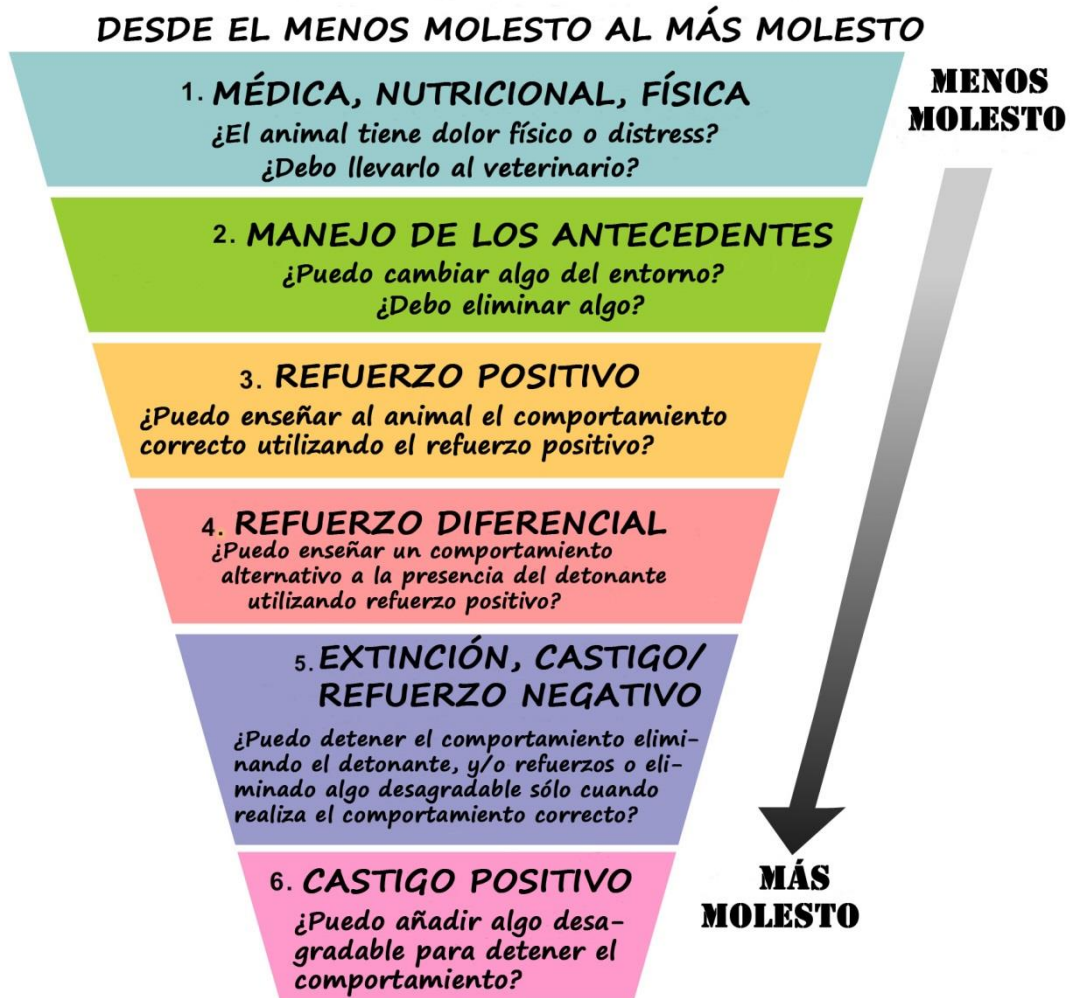 DESDE EL MENOS MOLESTO AL MÁS MOLESTO
1. MÉDICA, NUTRICIONAL, FÍSICA
¿El animal tiene dolor físico o distress?
¿Debo llevarlo al veterinario?
MENOS
MOLESTO
2. MANEJO DE LOS ANTECEDENTES
¿Puedo cambiar algo del entorno?
¿Debo eliminar algo?
3. REFUERZO POSITIVO
¿Puedo enseñar al animal el comportamiento
correcto utilizando el refuerzo positivo?
4. REFUERZO DIFERENCIAL
¿Puedo enseñar un comportamiento
alternativo a la presencia del detonante
utilizando refuerzo positivo?
5. EXTINCIÓN, CASTIGO/
REFUERZO NEGATIVO
¿Puedo detener el comportamiento elimi-
nando el detonante, y/o refuerzos o eli-
minado algo desagradable sólo cuando
realiza el comportamiento correcto?
6. CASTIGO POSITIVO
¿Puedo añadir algo desa-
gradable para detener el
comportamiento?
MÁS
MOLESTO